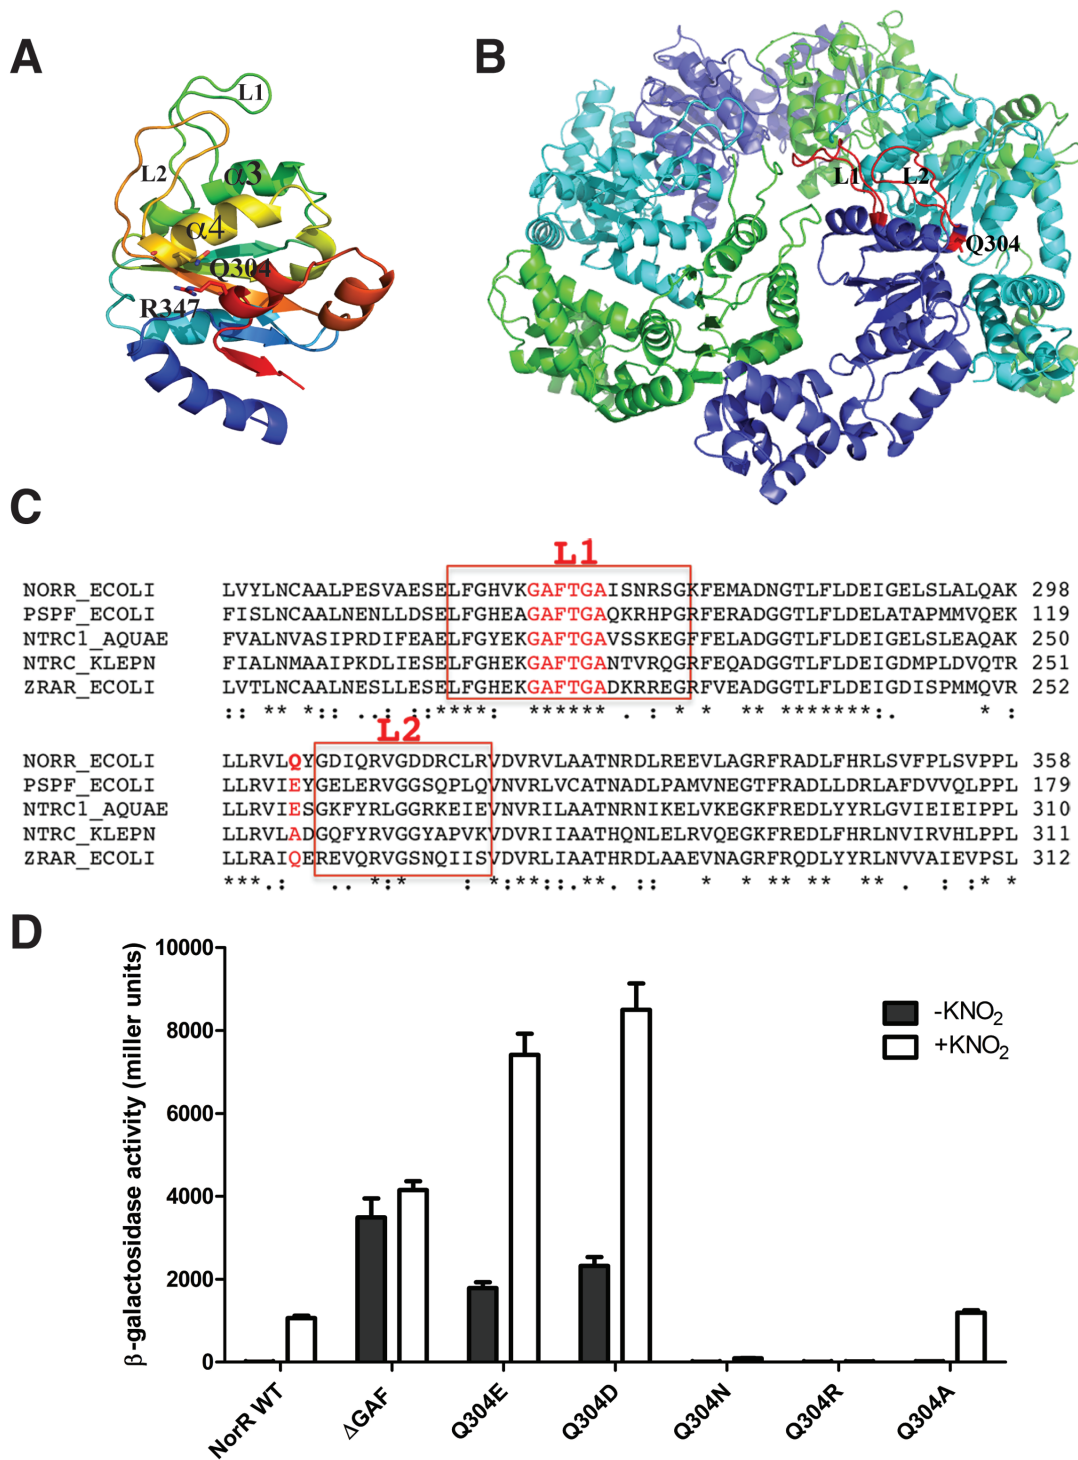 A
B
L1
L2
α3
α4
Q304
R347
L1
L2
Q304
C
L1
NORR_ECOLI LVYLNCAALPESVAESELFGHVKGAFTGAISNRSGKFEMADNGTLFLDEIGELSLALQAK 298
PSPF_ECOLI FISLNCAALNENLLDSELFGHEAGAFTGAQKRHPGRFERADGGTLFLDELATAPMMVQEK 119
NTRC1_AQUAE FVALNVASIPRDIFEAELFGYEKGAFTGAVSSKEGFFELADGGTLFLDEIGELSLEAQAK 250
NTRC_KLEPN FIALNMAAIPKDLIESELFGHEKGAFTGANTVRQGRFEQADGGTLFLDEIGDMPLDVQTR 251
ZRAR_ECOLI LVTLNCAALNESLLESELFGHEKGAFTGADKRREGRFVEADGGTLFLDEIGDISPMMQVR 252
:: ** *:: ..: ::****: ****** . : * * ** ********:. * :
L2
NORR_ECOLI LLRVLQYGDIQRVGDDRCLRVDVRVLAATNRDLREEVLAGRFRADLFHRLSVFPLSVPPL 358
PSPF_ECOLI LLRVIEYGELERVGGSQPLQVNVRLVCATNADLPAMVNEGTFRADLLDRLAFDVVQLPPL 179
NTRC1_AQUAE LLRVIESGKFYRLGGRKEIEVNVRILAATNRNIKELVKEGKFREDLYYRLGVIEIEIPPL 310
NTRC_KLEPN LLRVLADGQFYRVGGYAPVKVDVRIIAATHQNLELRVQEGKFREDLFHRLNVIRVHLPPL 311
ZRAR_ECOLI LLRAIQEREVQRVGSNQIISVDVRLIAATHRDLAAEVNAGRFRQDLYYRLNVVAIEVPSL 312
***.: .. *:* : *:**:.**: :: * * ** ** ** . : :* *
D
β-galactosidase activity (miller units)
10000
8000
6000
4000
2000
0
-KNO₂
+KNO₂
NorR WT
ΔGAF
Q304E
Q304D
Q304N
Q304R
Q304A